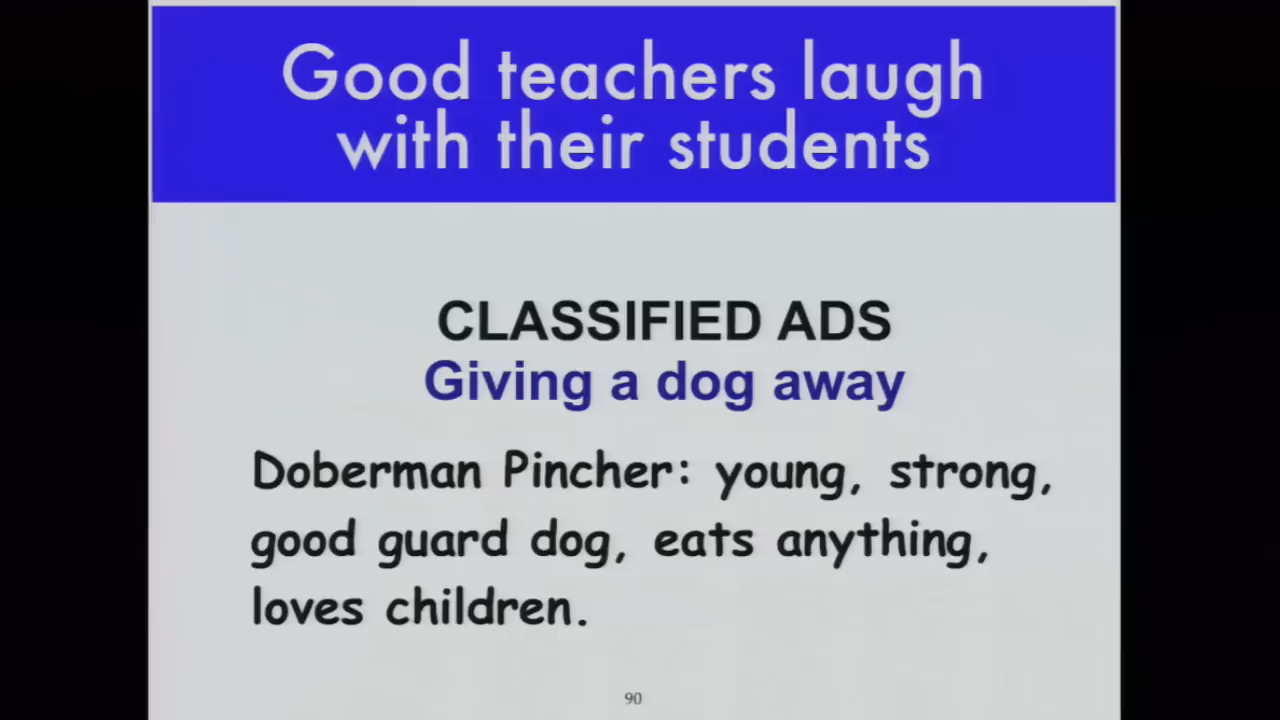 Good teachers laugh
with their students
CLASSIFIED ADS
Giving a dog away
Doberman Pincher: young, strong,
good guard dog, eats anything,
loves children.
90